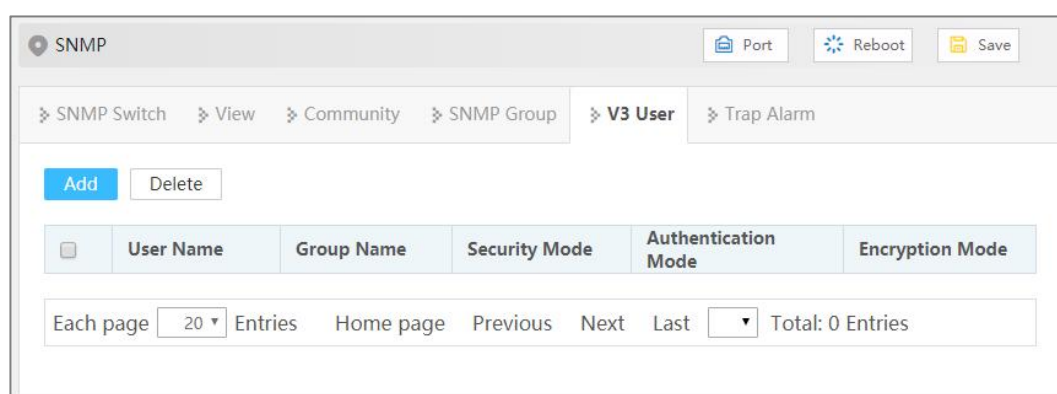 SNMP Port Reboot Save
SNMP Switch View Community SNMP Group V3 User Trap Alarm
Add Delete
User Name Group Name Security Mode Authentication Mode Encryption Mode
Each page 20 Entries Home page Previous Next Last Total: 0 Entries